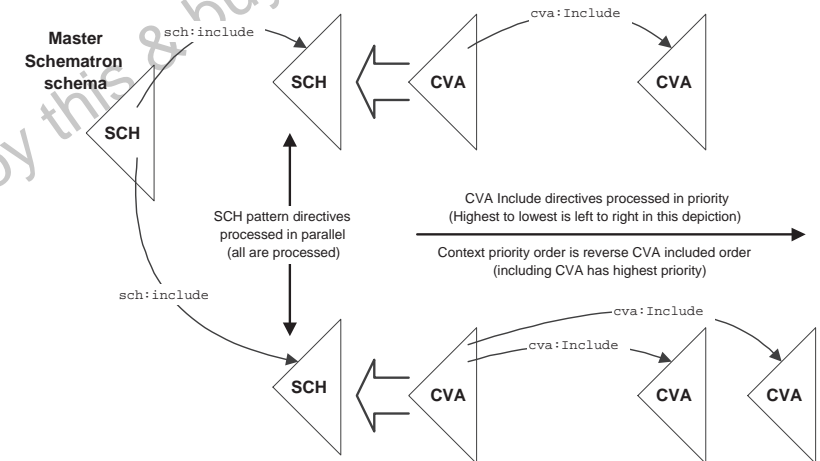 Master
Schematron
schema
sch:include
SCH
SCH
CVA
cva:Include
CVA
SCH pattern directives
processed in parallel
(all are processed)
CVA Include directives processed in priority
(Highest to lowest is left to right in this depiction)
Context priority order is reverse CVA included order
(including CVA has highest priority)
sch:include
SCH
CVA
cva:Include
cva:Include
CVA
CVA
by this & buy